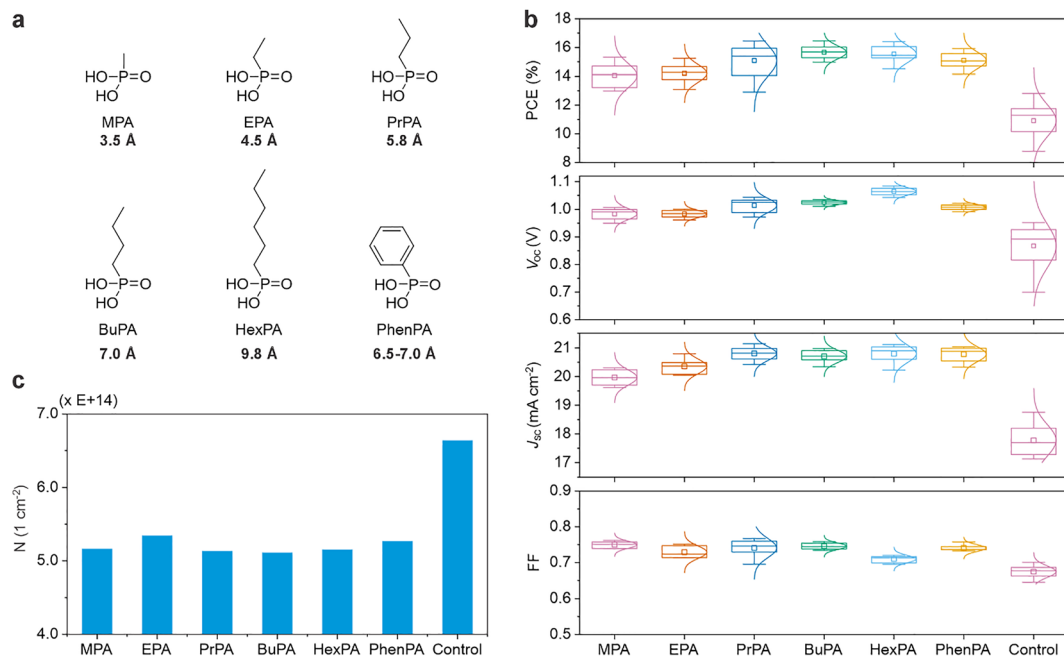 a
HO
P
O
HO
MPA
3.5 Å
HO
P
O
HO
EPA
4.5 Å
HO
P
O
HO
PrPA
5.8 Å
HO
P
O
HO
BuPA
7.0 Å
HO
P
O
HO
HexPA
9.8 Å
HO
P
O
HO
PhenPA
6.5-7.0 Å
b
PCE (%)
18
16
14
12
10
8
Voc (V)
1.1
1.0
0.9
0.8
0.7
0.6
Jsc (mA cm-2)
21
20
19
18
17
FF
0.9
0.8
0.7
0.6
0.5
MPA EPA PrPA BuPA HexPA PhenPA Control
c
(x E+14)
N (1 cm-2)
7.0
6.0
5.0
4.0
MPA EPA PrPA BuPA HexPA PhenPA Control